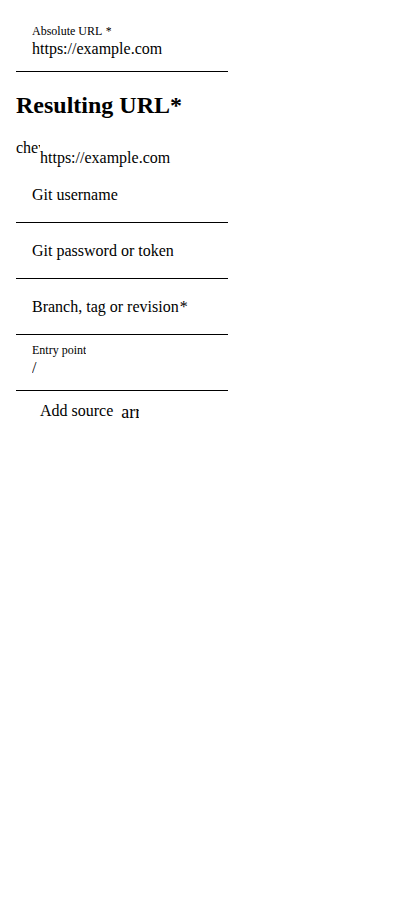 Absolute URL *
https://example.com
Resulting URL*
che
https://example.com
Git username
Git password or token
Branch, tag or revision*
Entry point
/
Add source